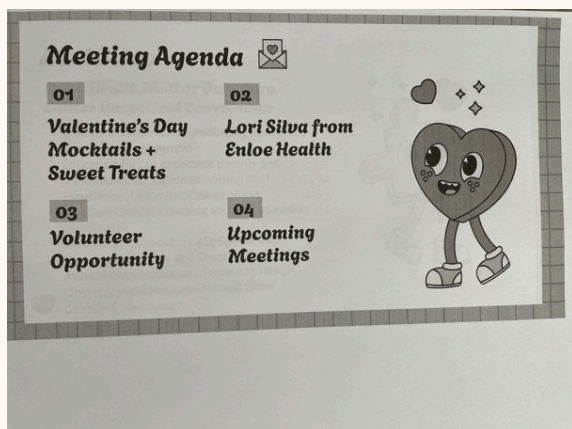 Meeting Agenda
01
Valentine's Day
Mocktails +
Sweet Treats
02
Lori Silva from
Enloe Health
03
Volunteer
Opportunity
04
Upcoming
Meetings